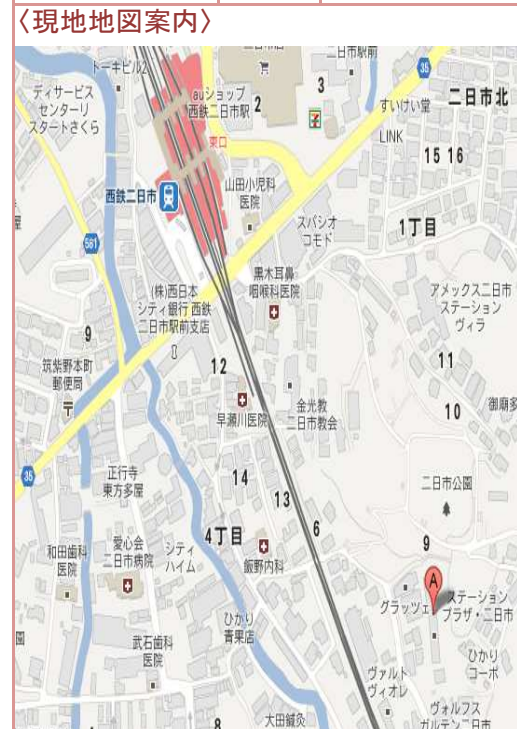 〈現地地図案内〉
トーキビル2
二日市駅前
35
ディサービス
センターリ
スタートさくら
auショップ
西鉄二日市駅
2
3
すいけい堂
二日市北
東口
LINK
15
16
西鉄二日市
山田小児科
医院
スパシオ
コモド
1丁目
581
黒木耳鼻
咽喉科医院
(株)西日本
シティ銀行 西鉄
二日市駅前支店
アメックス二日市
ステーション
ヴィラ
9
12
11
筑紫野本町
郵便局
早瀬川医院
金光教
二日市教会
10
35
正行寺
東方多屋
14
13
二日市公園
4丁目
6
9
和田歯科
医院
愛心会
二日市病院
シティ
ハイム
飯野内科
A
グラッツェ
ステーション
プラザ・二日市
園
武石歯科
医院
ひかり
青果店
ひかり
コーポ
ヴァルト
ヴィオレ
8
大田鍼灸
ヴォルフス
ガルテン二日市